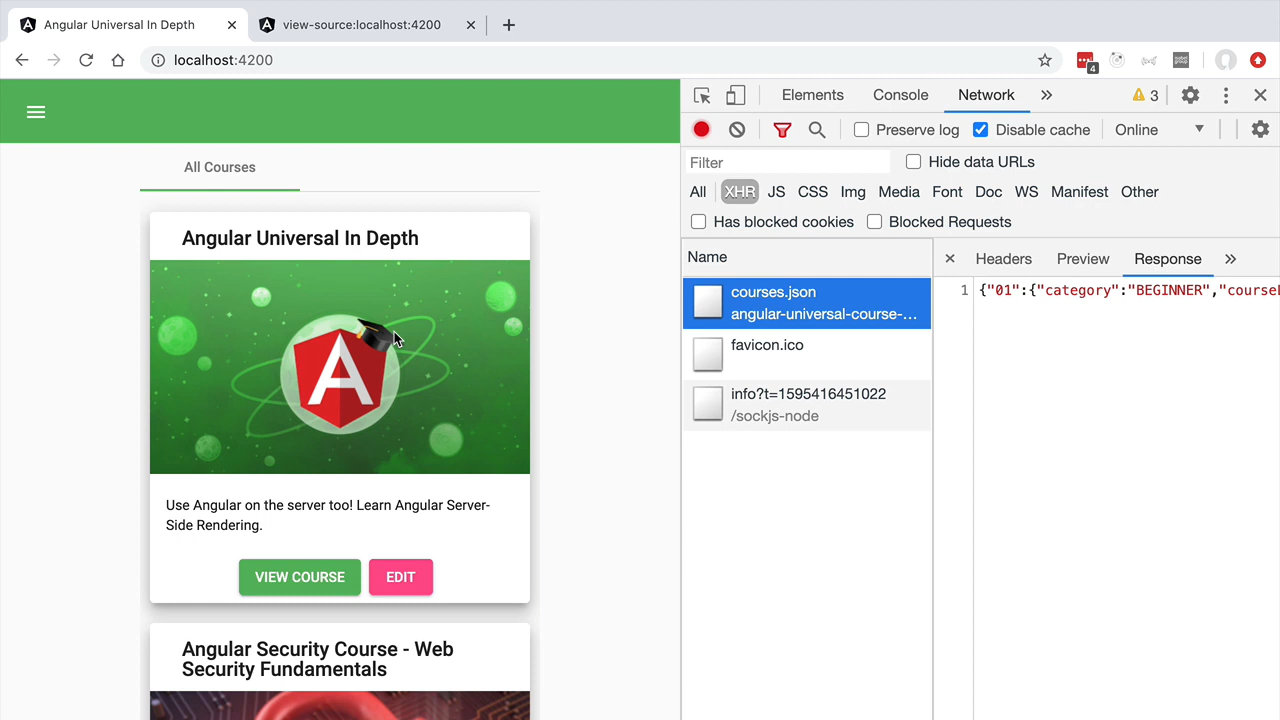 Angular Universal In Depth
view-source:localhost:4200
localhost:4200
4
Elements
Console
Network
3
Preserve log
Disable cache
Online
Filter
Hide data URLs
All
XHR
JS
CSS
Img
Media
Font
Doc
WS
Manifest
Other
Has blocked cookies
Blocked Requests
Name
Headers
Preview
Response
courses.json
angular-universal-course-...
favicon.ico
info?t=1595416451022
/sockjs-node
1
{"01":{"category":"BEGINNER","courseL
All Courses
Angular Universal In Depth
A
Use Angular on the server too! Learn Angular Server-
Side Rendering.
VIEW COURSE
EDIT
Angular Security Course - Web
Security Fundamentals